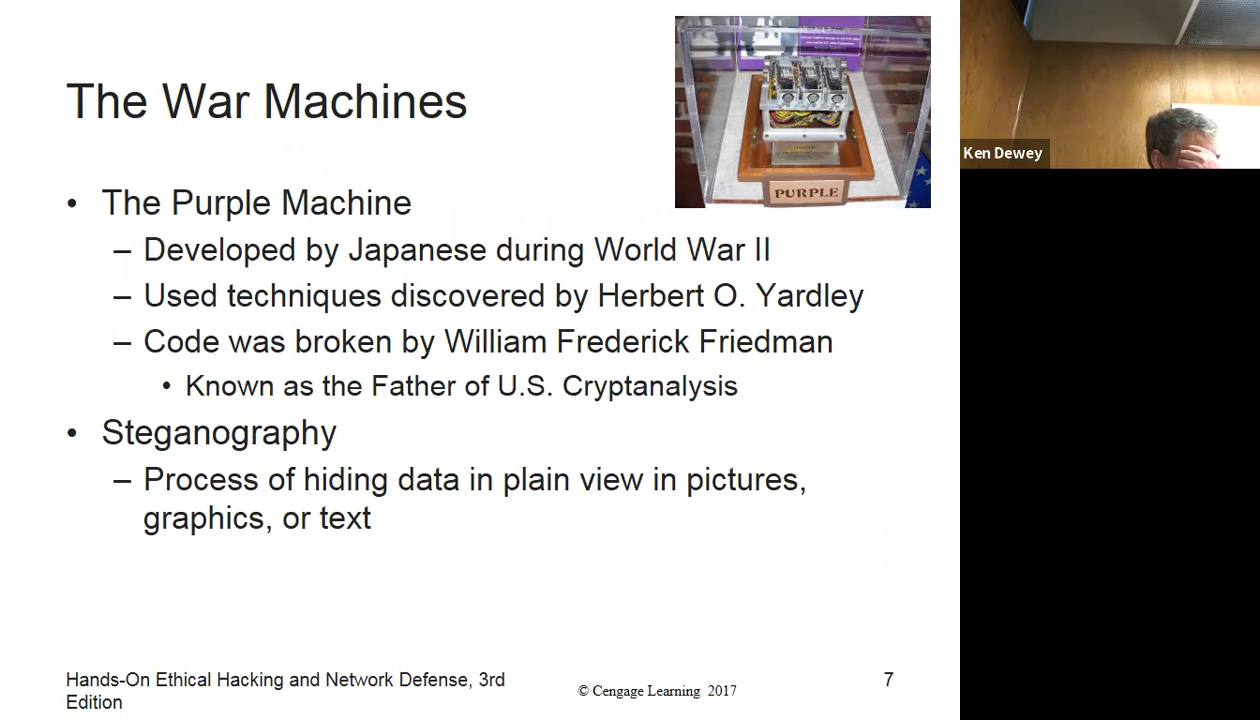 The War Machines
PURPLE
Ken Dewey
• The Purple Machine
– Developed by Japanese during World War II
– Used techniques discovered by Herbert O. Yardley
– Code was broken by William Frederick Friedman
• Known as the Father of U.S. Cryptanalysis
• Steganography
– Process of hiding data in plain view in pictures,
graphics, or text
Hands-On Ethical Hacking and Network Defense, 3rd
Edition
© Cengage Learning 2017
7